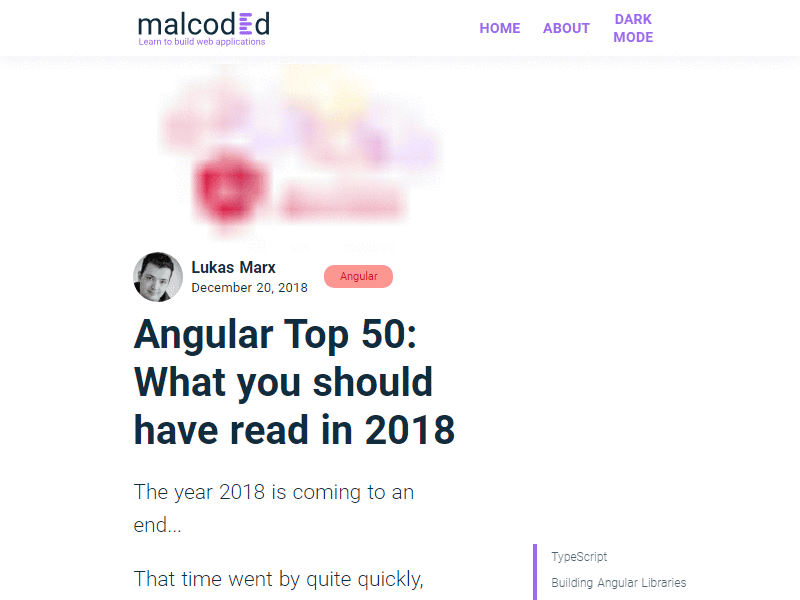 malcoded
Learn to build web applications
HOME
ABOUT
DARK
MODE
Lukas Marx
December 20, 2018
Angular
Angular Top 50:
What you should
have read in 2018
The year 2018 is coming to an
end...
That time went by quite quickly,
TypeScript
Building Angular Libraries